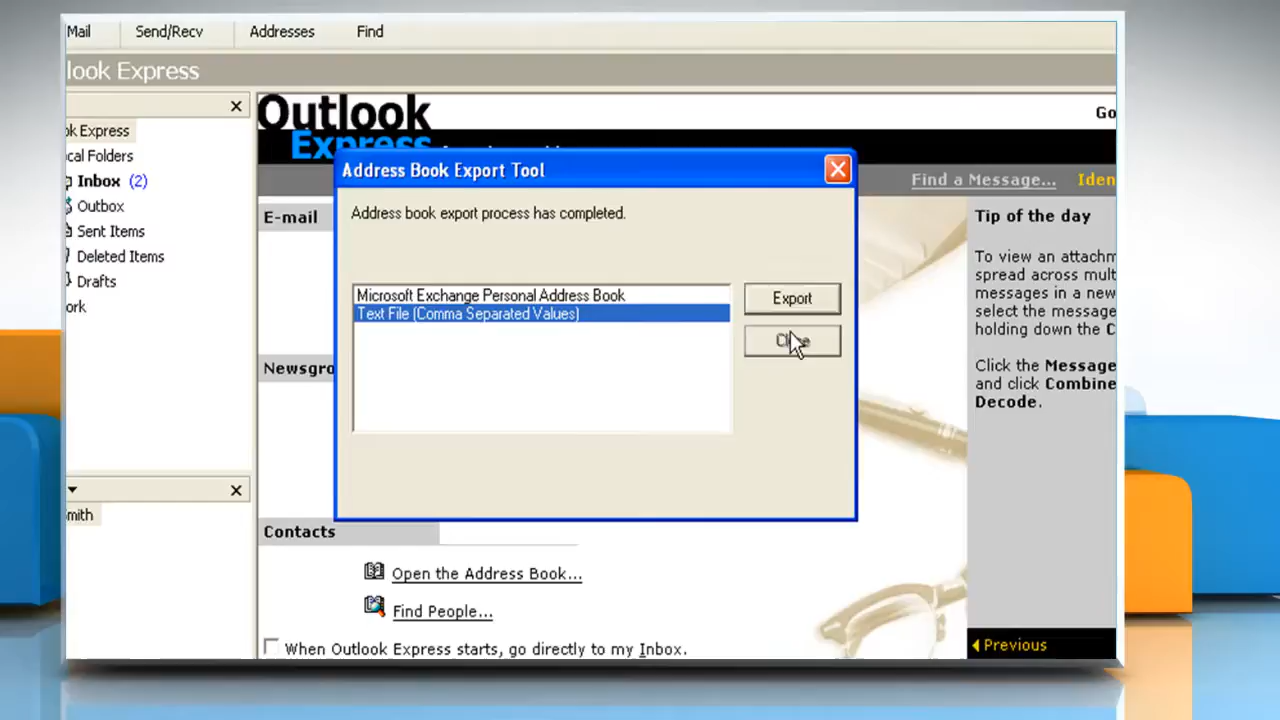 Mail Send/Recv Addresses Find
look Express
Outlook
Express
Go
k Express
cal Folders
Inbox (2)
Outbox
Sent Items
Deleted Items
Drafts
ork
mith
Find a Message... Iden
E-mail
Newsgro
Contacts
Open the Address Book...
Find People...
When Outlook Express starts, go directly to my Inbox.
Address Book Export Tool
Address book export process has completed.
Microsoft Exchange Personal Address Book
Text File (Comma Separated Values)
Export
Tip of the day
To view an attachm
spread across mult
messages in a new
select the message
holding down the C
Click the Message
and click Combine
Decode.
Previous